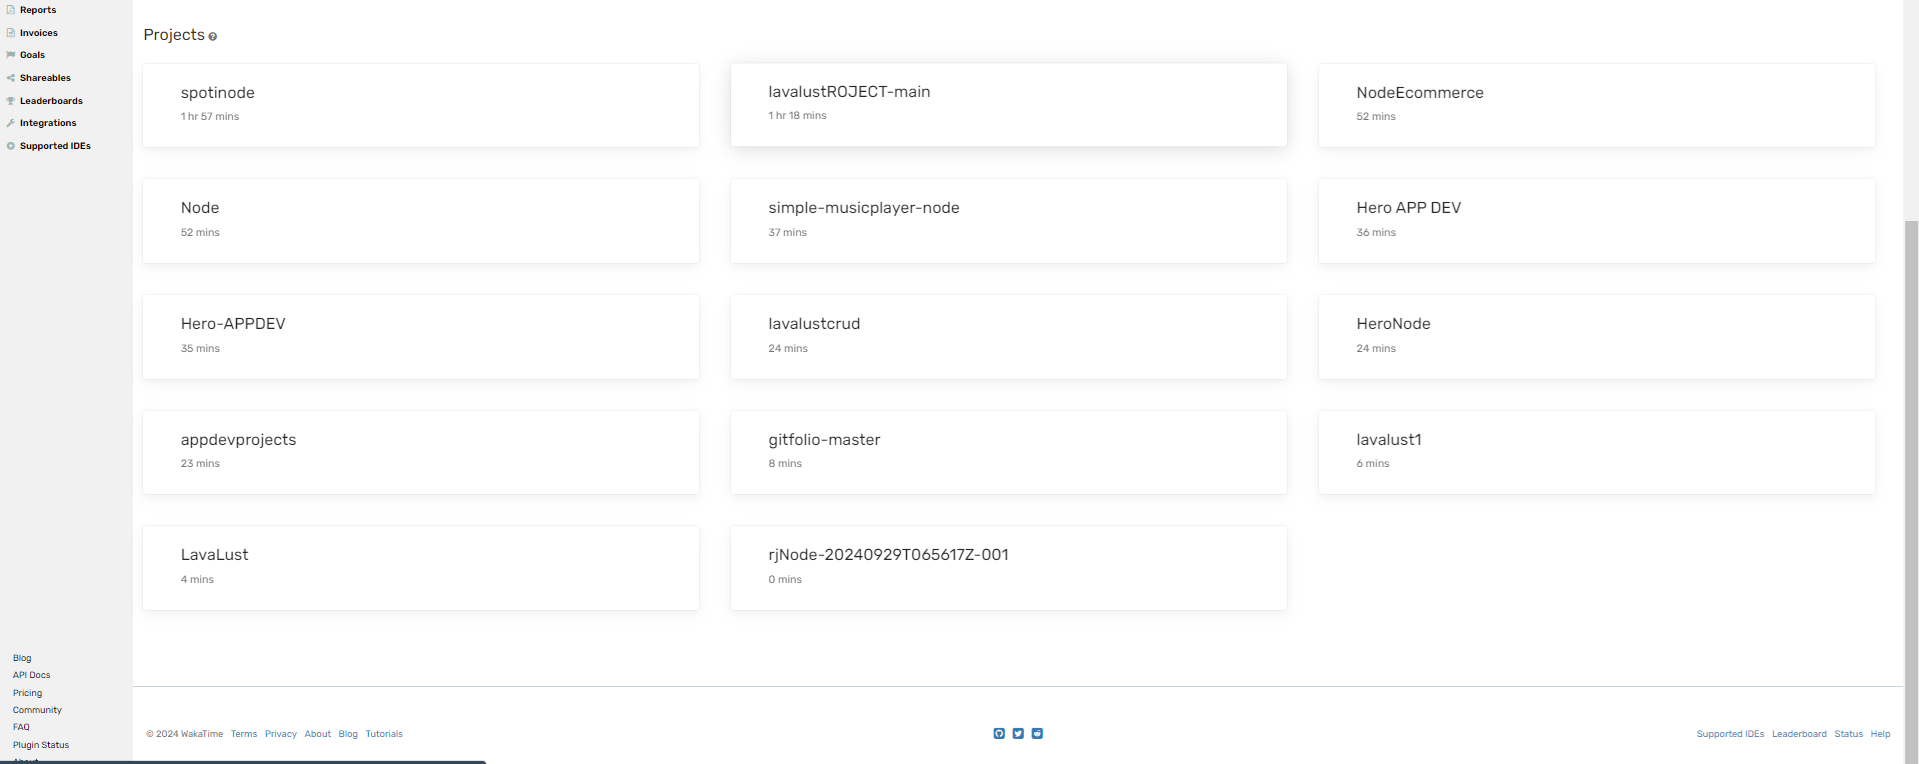 Reports
Invoices
Goals
Shareables
Leaderboards
Integrations
Supported IDEs
Projects
spotinode
1 hr 57 mins
lavalustROJECT-main
1 hr 18 mins
NodeEcommerce
52 mins
Node
52 mins
simple-musicplayer-node
37 mins
Hero APP DEV
36 mins
Hero-APPDEV
35 mins
lavalustcrud
24 mins
HeroNode
24 mins
appdevprojects
23 mins
gitfolio-master
8 mins
lavalust1
6 mins
LavaLust
4 mins
rjNode-20240929T065617Z-001
0 mins
Blog
API Docs
Pricing
Community
FAQ
Plugin Status
About
© 2024 WakaTime Terms Privacy About Blog Tutorials
Supported IDEs Leaderboard Status Help